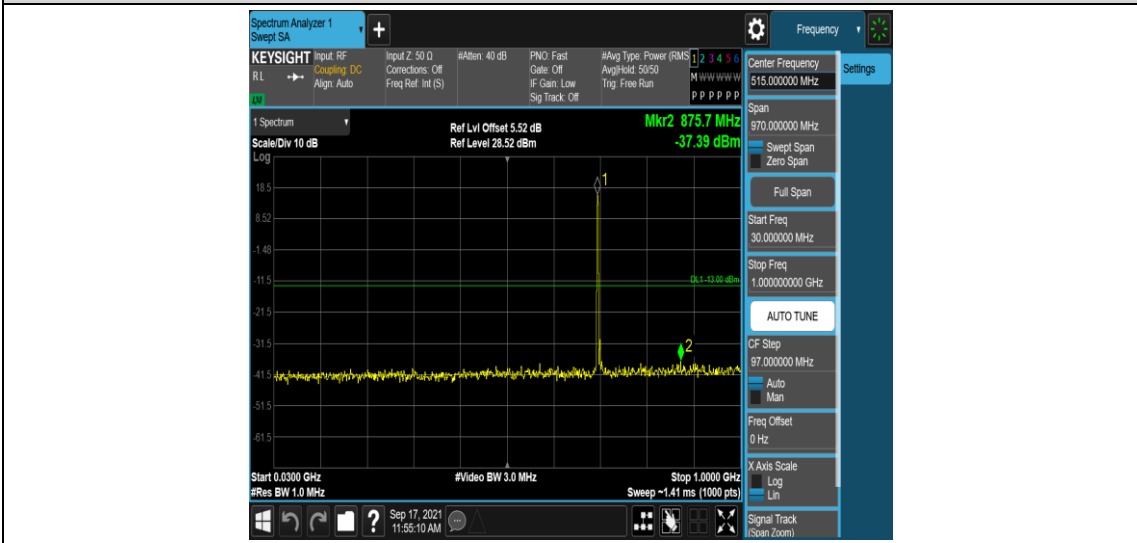 Spectrum Analyzer 1
Swept SA
+
Frequency
KEYSIGHT
Input: RF
Coupling: DC
Align: Auto
RL
LXI
Input Z: 50 Ω
Corrections: Off
Freq Ref: Int (S)
#Atten: 40 dB
PNO: Fast
Gate: Off
IF Gain: Low
Sig Track: Off
#Avg Type: Power (RMS
Avg|Hold: 50/50
Trig: Free Run
1 2 3 4 5 6
M W W W W W
P P P P P P
Settings
1 Spectrum
Scale/Div 10 dB
Log
Ref Lvl Offset 5.52 dB
Ref Level 28.52 dBm
Mkr2 875.7 MHz
-37.39 dBm
18.5
8.52
-1.48
-11.5
-21.5
-31.5
-41.5
-51.5
-61.5
1
DL1 -13.00 dBm
2
Start 0.0300 GHz
#Res BW 1.0 MHz
#Video BW 3.0 MHz
Stop 1.0000 GHz
Sweep ~1.41 ms (1000 pts)
Center Frequency
515.000000 MHz
Span
970.000000 MHz
Swept Span
Zero Span
Full Span
Start Freq
30.000000 MHz
Stop Freq
1.000000000 GHz
AUTO TUNE
CF Step
97.000000 MHz
Auto
Man
Freq Offset
0 Hz
X Axis Scale
Log
Lin
Signal Track
(Span Zoom)
?
Sep 17, 2021
11:55:10 AM